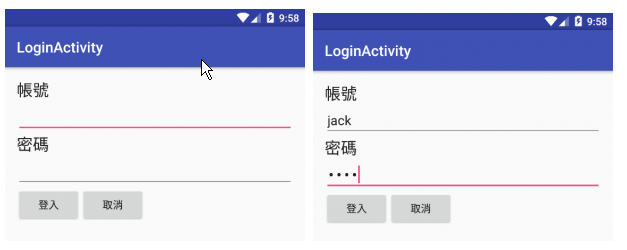 9:58
LoginActivity
帳號
密碼
登入 取消
9:58
LoginActivity
帳號
jack
密碼
••••
登入 取消